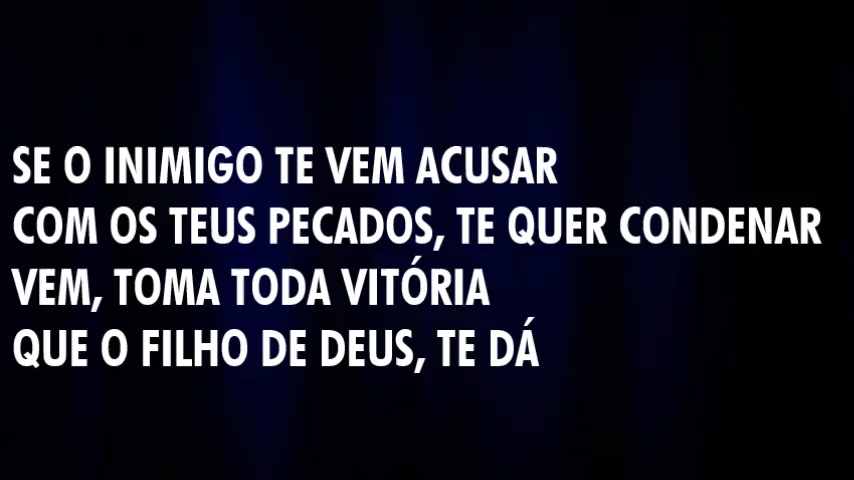 SE O INIMIGO TE VEM ACUSAR
COM OS TEUS PECADOS, TE QUER CONDENAR
VEM, TOMA TODA VITÓRIA
QUE O FILHO DE DEUS, TE DÁ